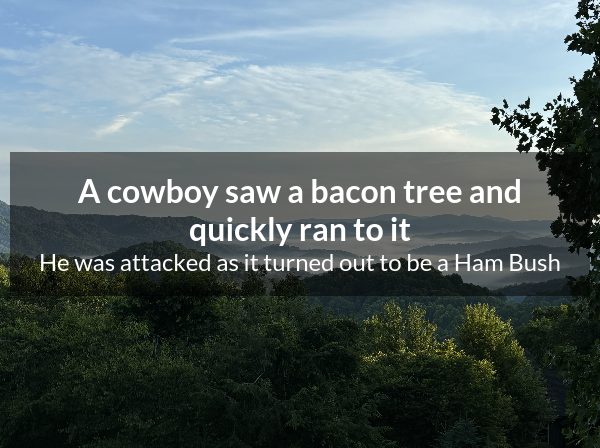 A cowboy saw a bacon tree and
quickly ran to it
He was attacked as it turned out to be a Ham Bush